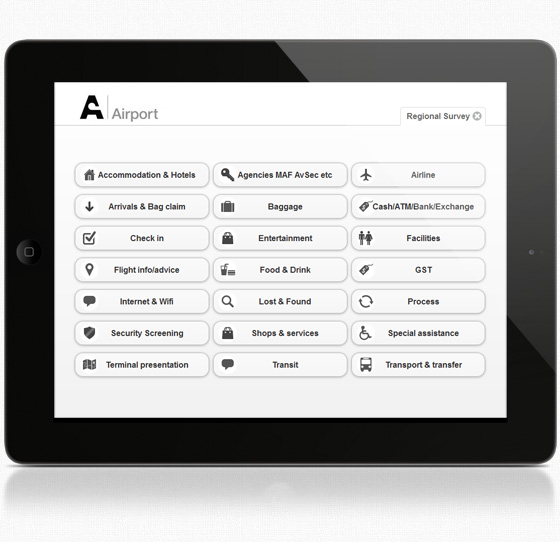 Airport
Regional Survey
Accommodation & Hotels
Agencies MAF AvSec etc
Airline
Arrivals & Bag claim
Baggage
Cash/ATM/Bank/Exchange
Check in
Entertainment
Facilities
Flight info/advice
Food & Drink
GST
Internet & Wifi
Lost & Found
Process
Security Screening
Shops & services
Special assistance
Terminal presentation
Transit
Transport & transfer